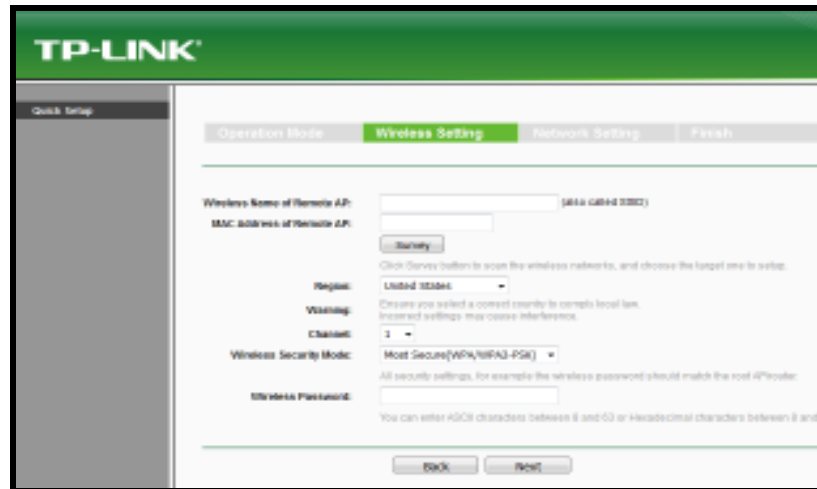 TP-LINK
Quick Setup
Operation Mode Wireless Setting Network Setting Finish
Wireless Name of Remote AP: (also called SSID)
MAC Address of Remote AP:
Survey
Click Survey button to scan the wireless networks, and choose the target one to setup.
Region: United States
Warning: Ensure you select a correct country to comply local law.
Incorrect settings may cause interference.
Channel: 1
Wireless Security Mode: Most Secure(WPA/WPA2-PSK)
All security settings, for example the wireless password should match the root AP/router.
Wireless Password:
You can enter ASCII characters between 8 and 63 or Hexadecimal characters between 8 and
Back Next